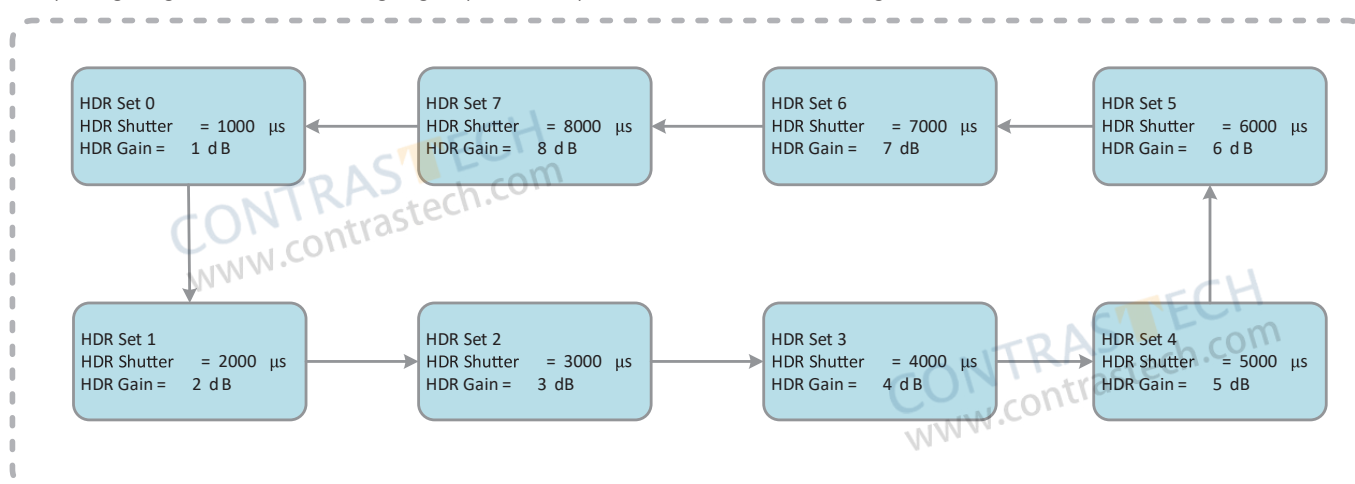 HDR Set 0
HDR Shutter = 1000 µs
HDR Gain = 1 dB
HDR Set 7
HDR Shutter = 8000 µs
HDR Gain = 8 dB
HDR Set 6
HDR Shutter = 7000 µs
HDR Gain = 7 dB
HDR Set 5
HDR Shutter = 6000 µs
HDR Gain = 6 dB
CONTRASTECH
www.contrastech.com
HDR Set 1
HDR Shutter = 2000 µs
HDR Gain = 2 dB
HDR Set 2
HDR Shutter = 3000 µs
HDR Gain = 3 dB
HDR Set 3
HDR Shutter = 4000 µs
HDR Gain = 4 dB
HDR Set 4
HDR Shutter = 5000 µs
HDR Gain = 5 dB
CONTRASTECH
www.contrastech.com